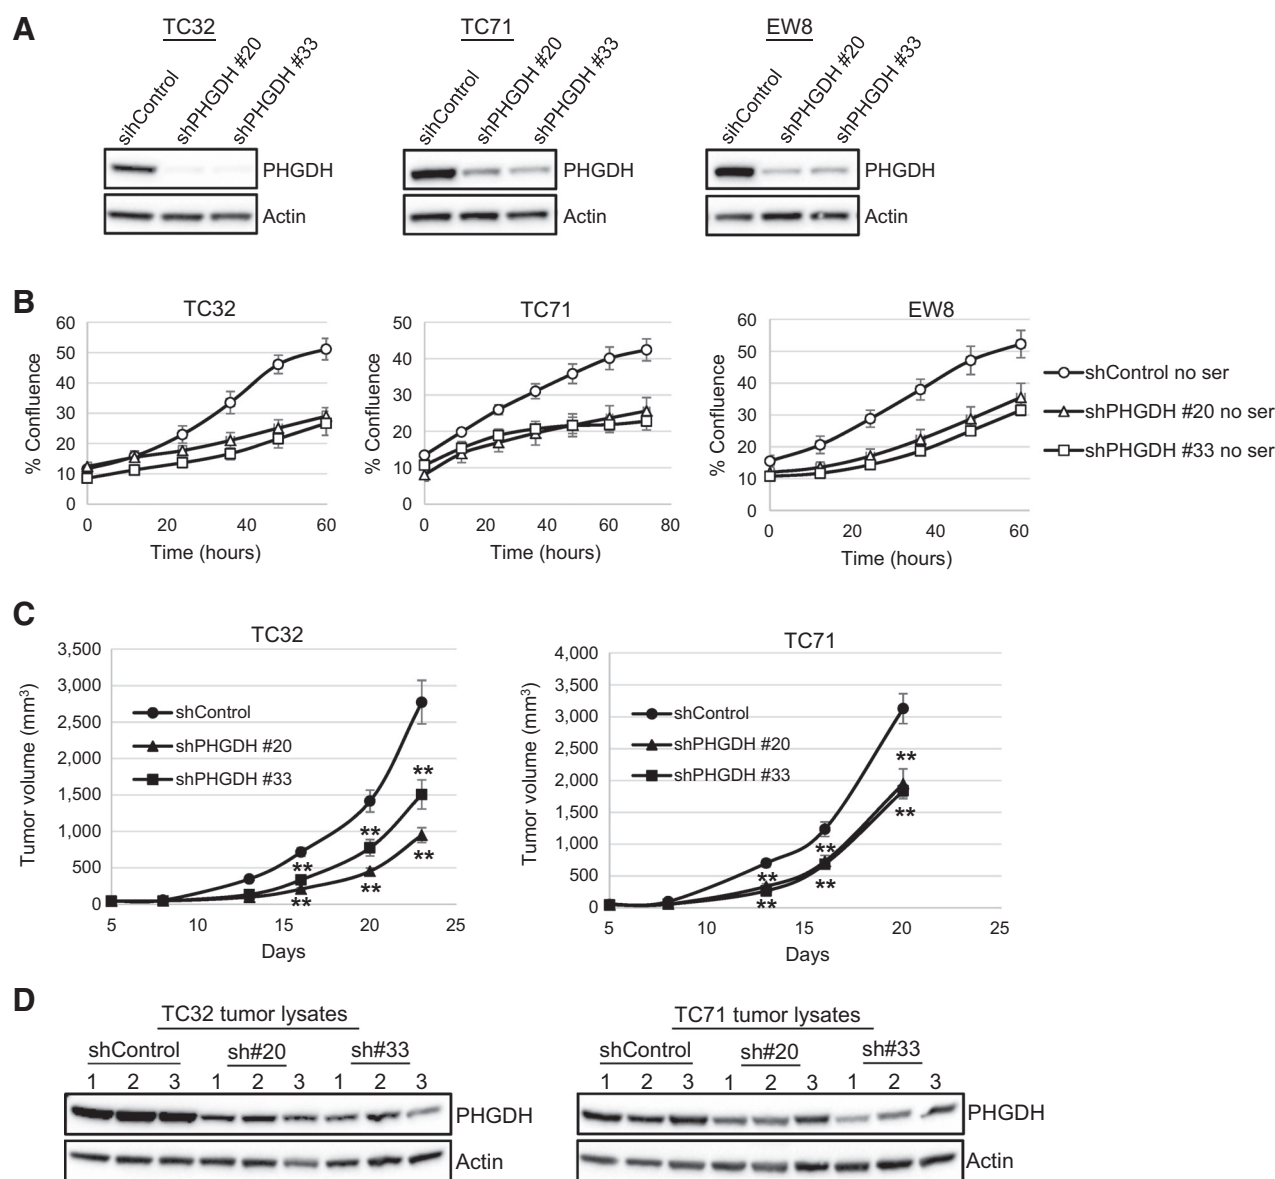 A
TC32
TC71
EW8
sihControl
shPHGDH #20
shPHGDH #33
sihControl
shPHGDH #20
shPHGDH #33
sihControl
shPHGDH #20
shPHGDH #33
PHGDH
PHGDH
PHGDH
Actin
Actin
Actin
B
TC32
% Confluence
60
50
40
30
20
10
0
0 20 40 60
Time (hours)
TC71
% Confluence
50
40
30
20
10
0
0 20 40 60 80
Time (hours)
EW8
% Confluence
60
50
40
30
20
10
0
0 20 40 60
Time (hours)
shControl no ser
shPHGDH #20 no ser
shPHGDH #33 no ser
C
TC32
Tumor volume (mm³)
3,500
3,000
2,500
2,000
1,500
1,000
500
0
shControl
shPHGDH #20
shPHGDH #33
**
**
**
**
**
**
5 10 15 20 25
Days
TC71
Tumor volume (mm³)
4,000
3,500
3,000
2,500
2,000
1,500
1,000
500
0
shControl
shPHGDH #20
shPHGDH #33
**
**
**
**
**
**
5 10 15 20 25
Days
D
TC32 tumor lysates
shControl sh#20 sh#33
1 2 3 1 2 3 1 2 3
PHGDH
Actin
TC71 tumor lysates
shControl sh#20 sh#33
1 2 3 1 2 3 1 2 3
PHGDH
Actin